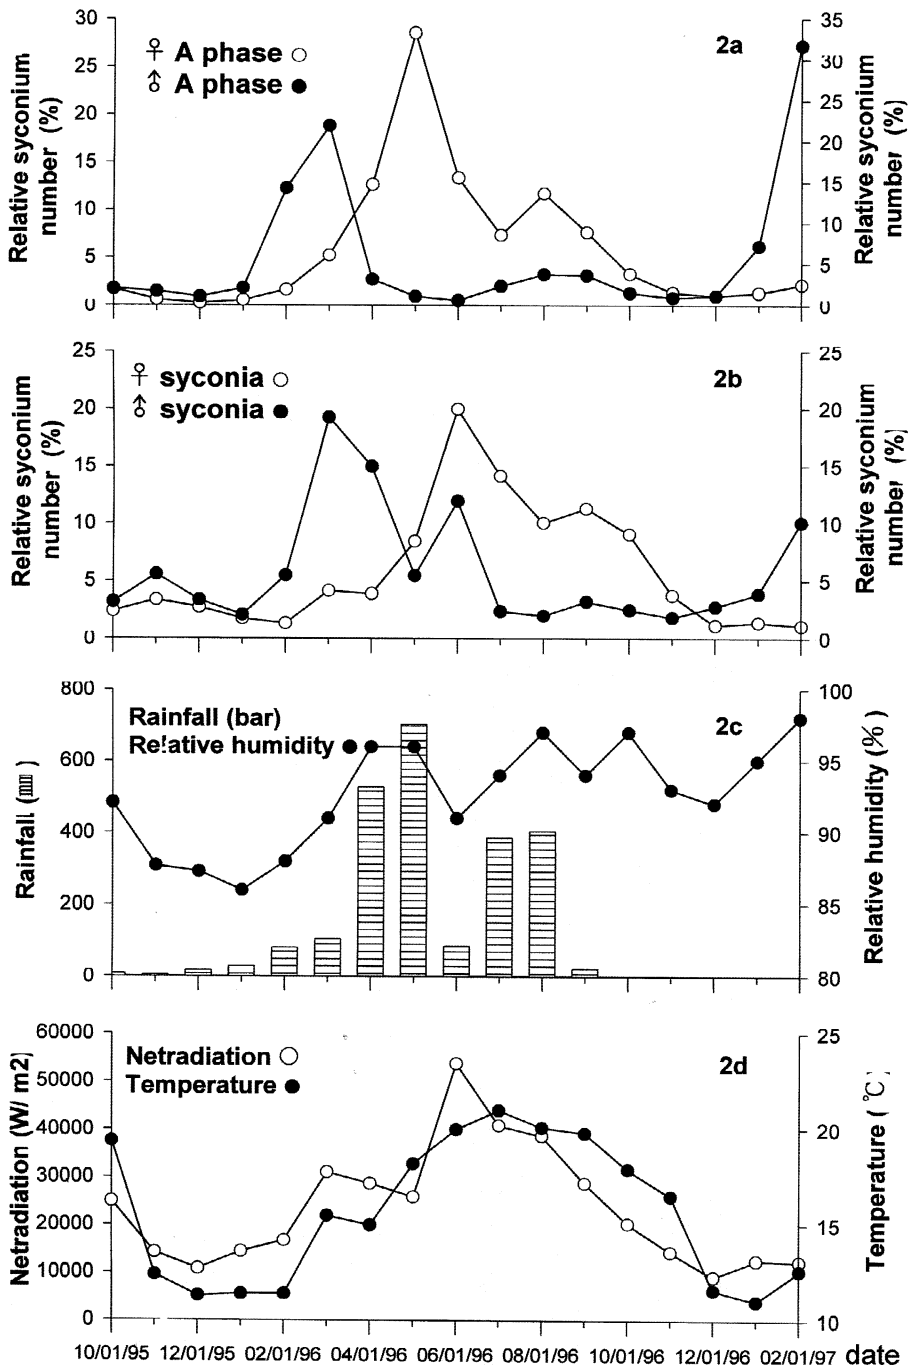 2a
♀ A phase ○
♂ A phase ●
Relative syconium
number (%)
30
25
20
15
10
5
0
35
30
25
20
15
10
5
0
Relative syconium
number (%)
2b
♀ syconia ○
♂ syconia ●
Relative syconium
number (%)
25
20
15
10
5
0
25
20
15
10
5
0
Relative syconium
number (%)
2c
Rainfall (bar)
Relative humidity ●
Rainfall (㎜)
800
600
400
200
0
100
95
90
85
80
Relative humidity (%)
2d
Netradiation ○
Temperature ●
Netradiation (W/ m2)
60000
50000
40000
30000
20000
10000
0
25
20
15
10
Temperature (℃)
10/01/95 12/01/95 02/01/96 04/01/96 06/01/96 08/01/96 10/01/96 12/01/96 02/01/97 date